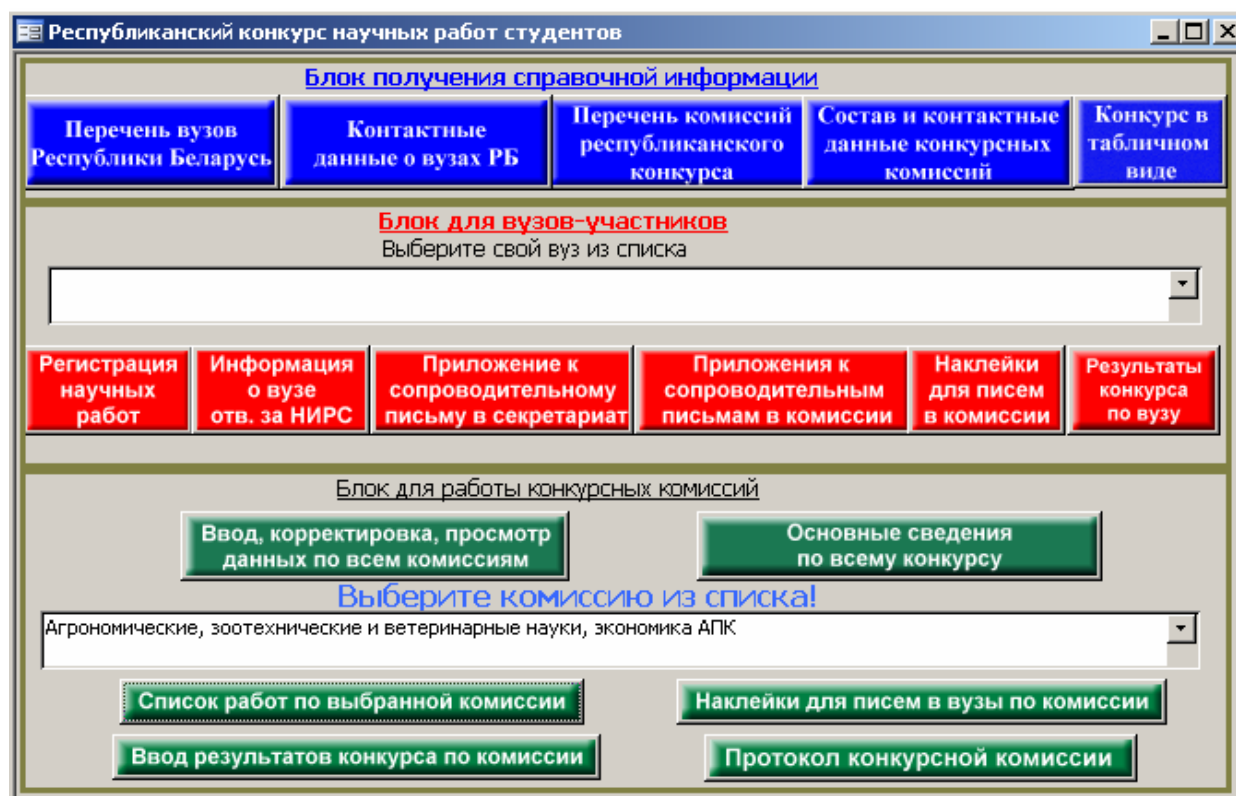 Республиканский конкурс научных работ студентов
Блок получения справочной информации
Перечень вузов
Республики Беларусь
Контактные
данные о вузах РБ
Перечень комиссий
республиканского
конкурса
Состав и контактные
данные конкурсных
комиссий
Конкурс в
табличном
виде
Блок для вузов-участников
Выберите свой вуз из списка
Регистрация
научных
работ
Информация
о вузе
отв. за НИРС
Приложение к
сопроводительному
письму в секретариат
Приложения к
сопроводительным
письмам в комиссии
Наклейки
для писем
в комиссии
Результаты
конкурса
по вузу
Блок для работы конкурсных комиссий
Ввод, корректировка, просмотр
данных по всем комиссиям
Основные сведения
по всему конкурсу
Выберите комиссию из списка!
Агрономические, зоотехнические и ветеринарные науки, экономика АПК
Список работ по выбранной комиссии
Наклейки для писем в вузы по комиссии
Ввод результатов конкурса по комиссии
Протокол конкурсной комиссии